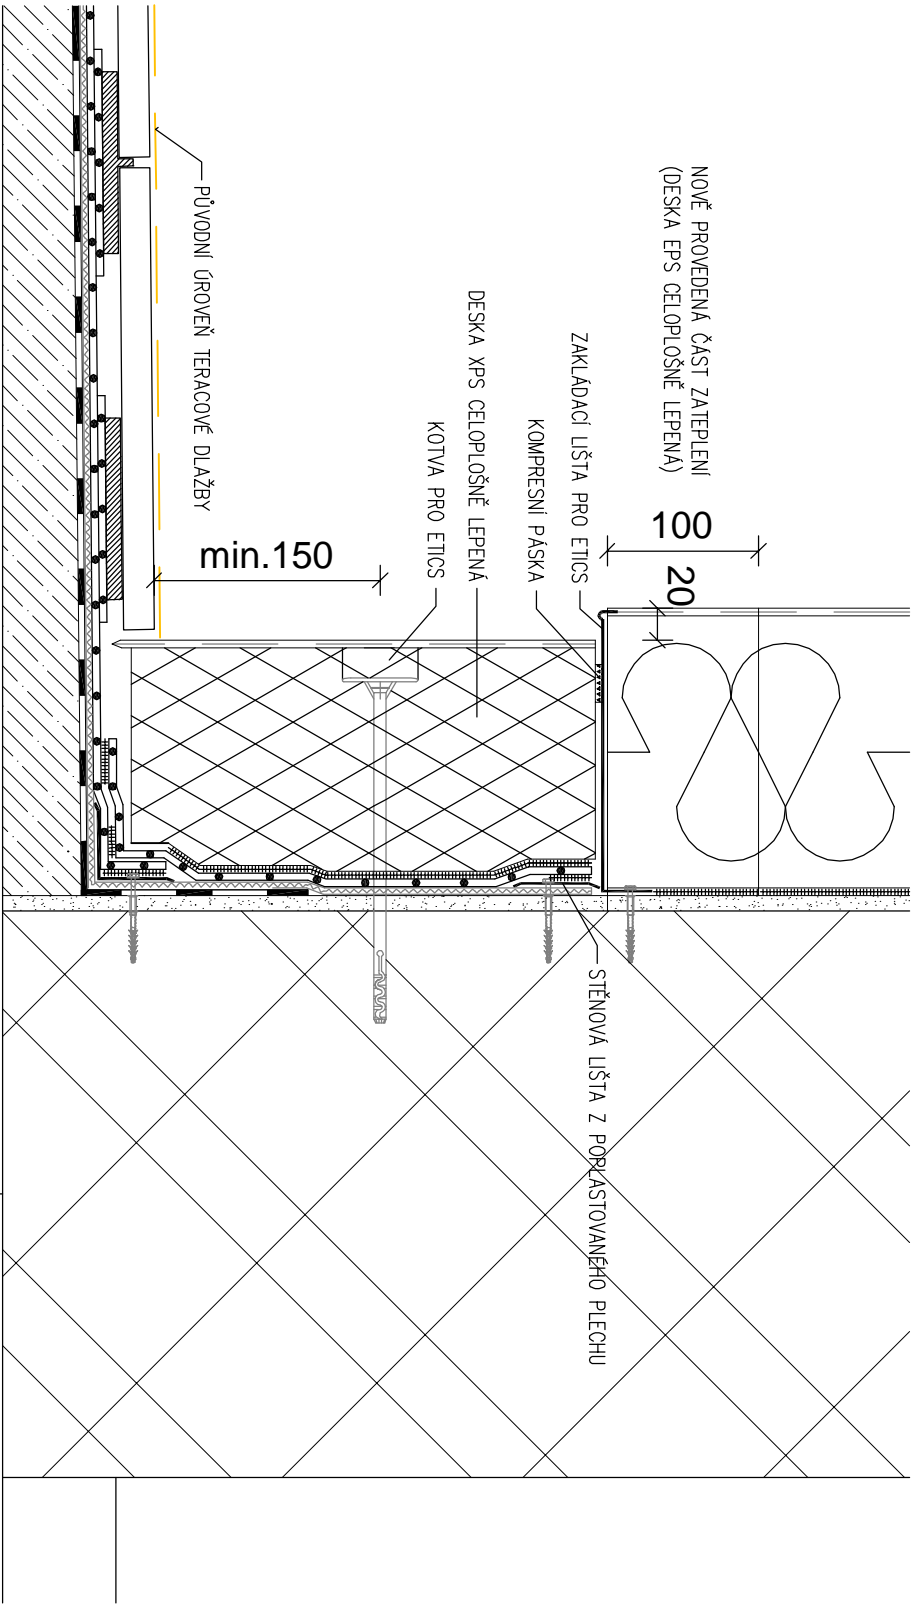 NOVĚ PROVEDENÁ ČÁST ZATEPLENÍ
(DESKA EPS CELOPLOŠNĚ LEPENÁ)
ZAKLÁDACÍ LIŠTA PRO ETICS
KOMPRESNÍ PÁSKA
DESKA XPS CELOPLOŠNĚ LEPENÁ
KOTVA PRO ETICS
PŮVODNÍ ÚROVEŇ TERACOVÉ DLAŽBY
100
20
min.150
STĚNOVÁ LIŠTA Z POPLASTOVANÉHO PLECHU